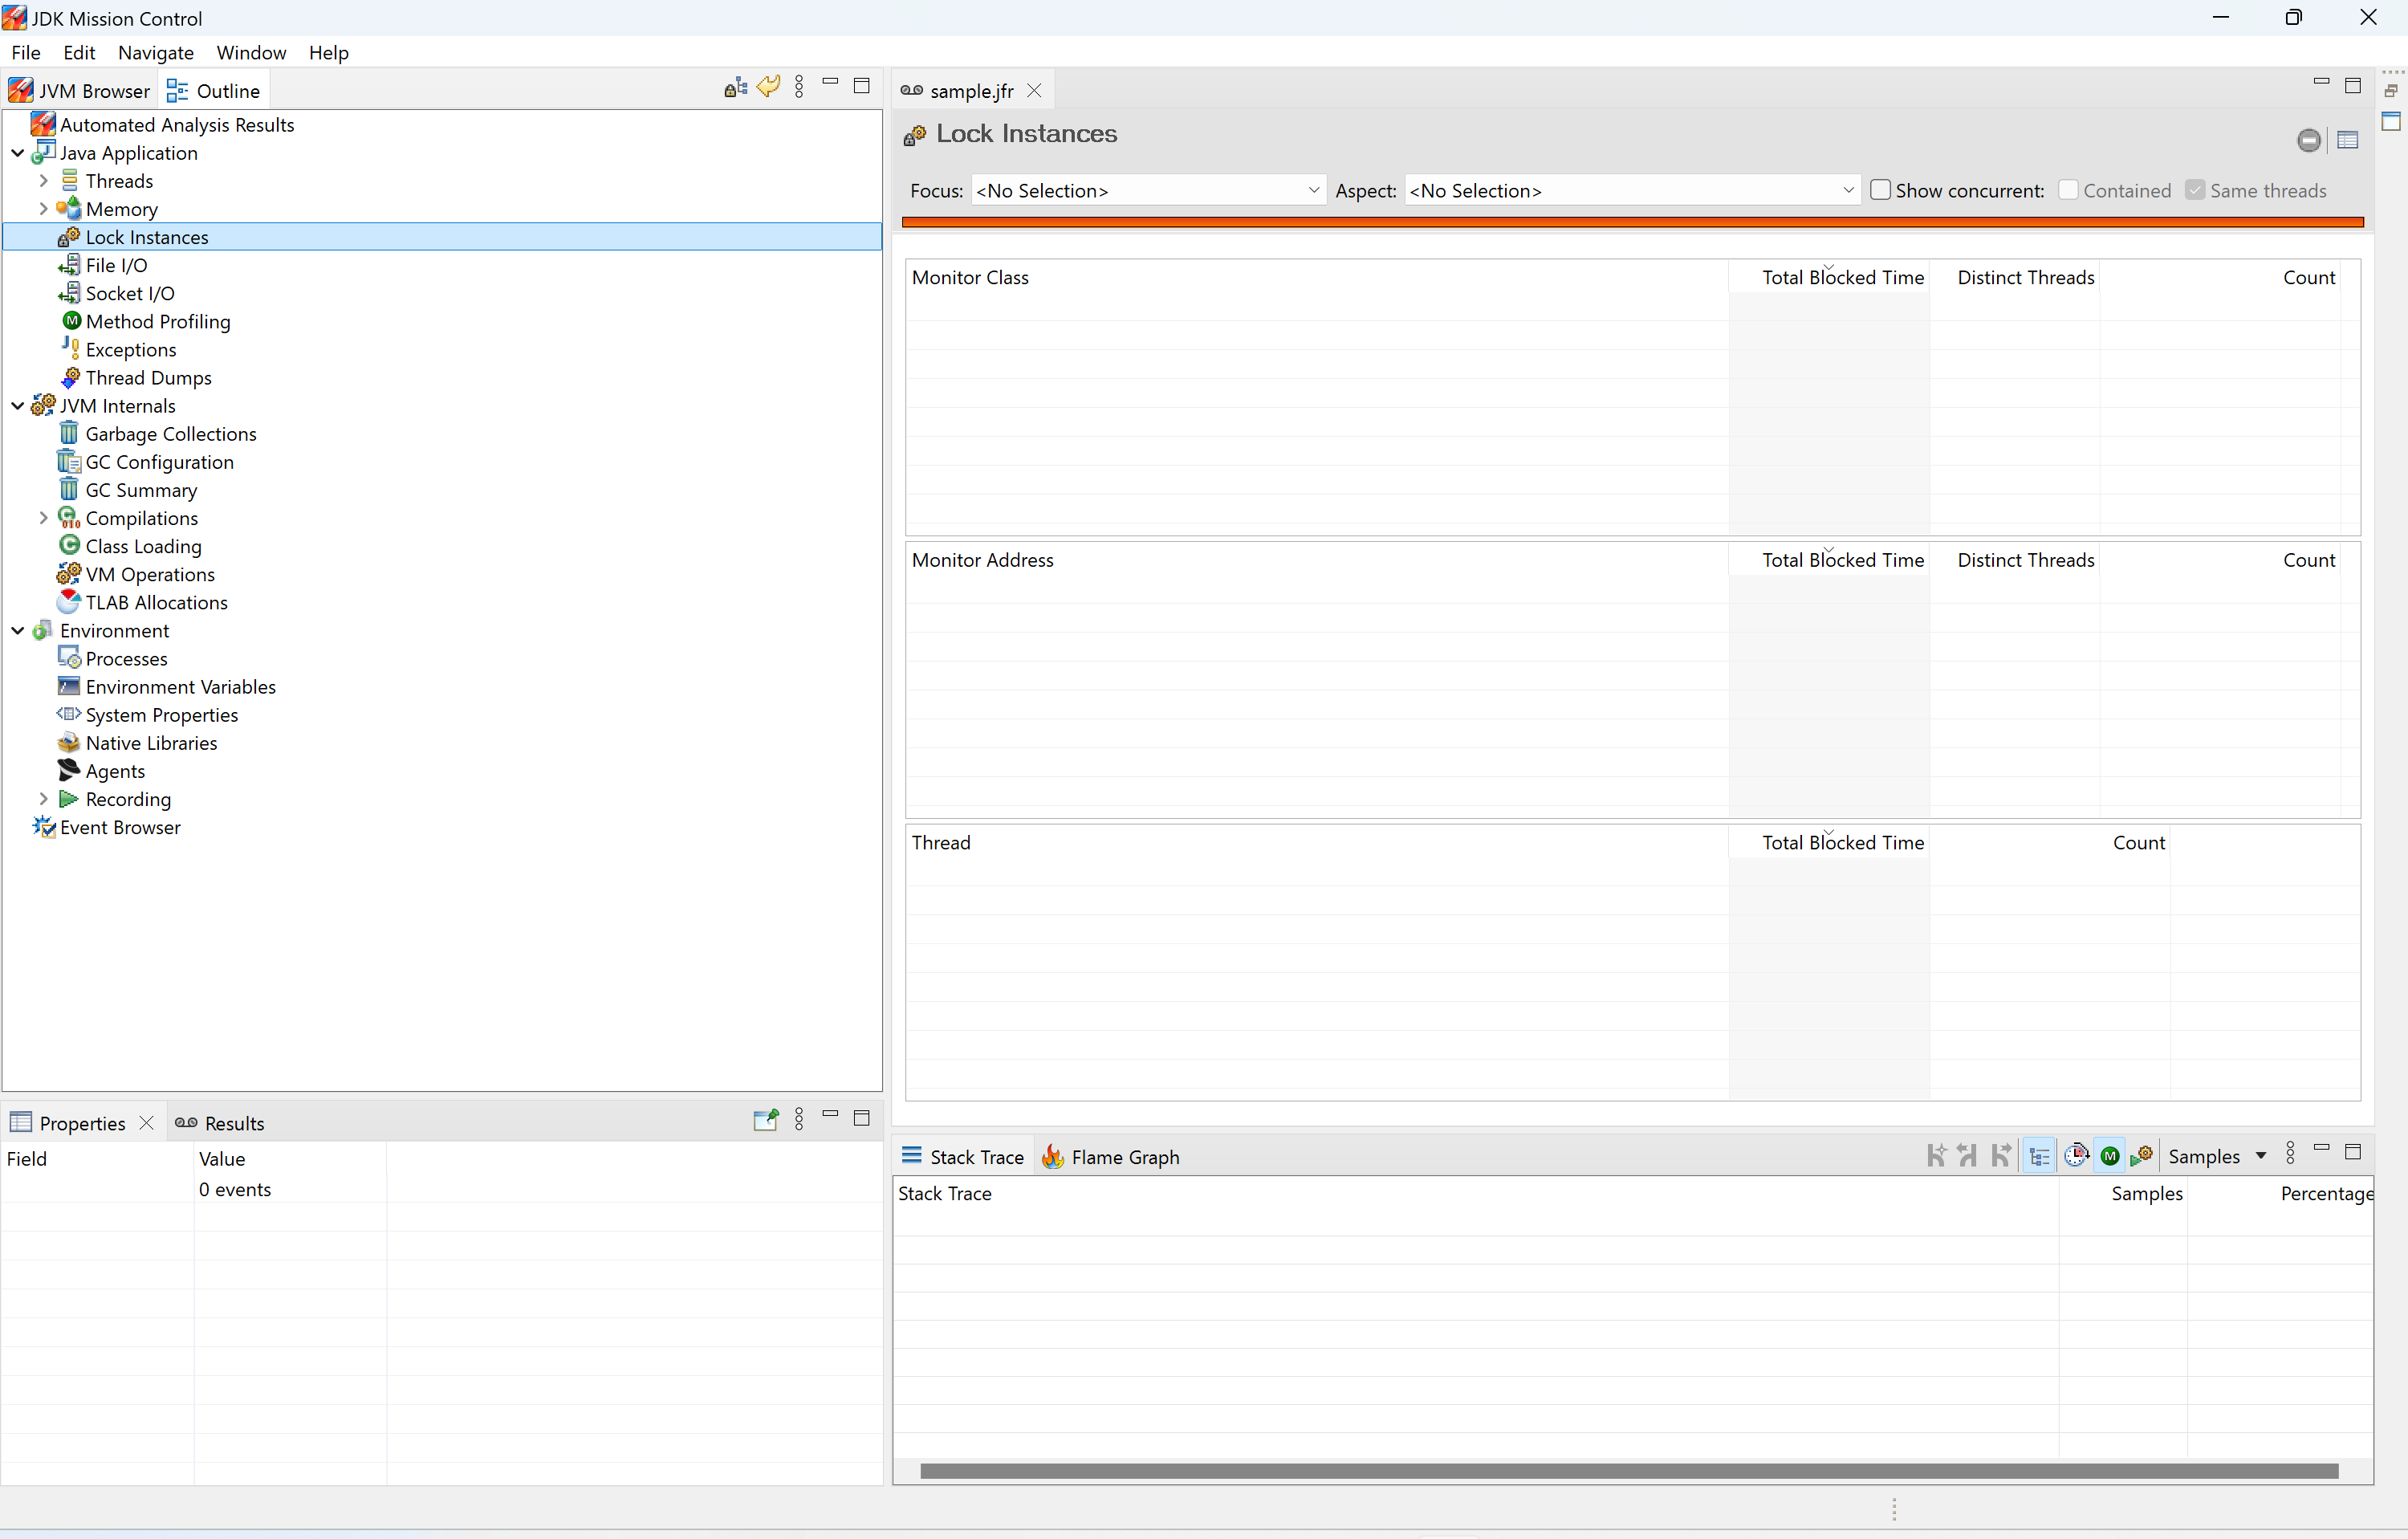 JDK Mission Control
File Edit Navigate Window Help
JVM Browser Outline
Automated Analysis Results
Java Application
Threads
Memory
Lock Instances
File I/O
Socket I/O
Method Profiling
Exceptions
Thread Dumps
JVM Internals
Garbage Collections
GC Configuration
GC Summary
Compilations
Class Loading
VM Operations
TLAB Allocations
Environment
Processes
Environment Variables
System Properties
Native Libraries
Agents
Recording
Event Browser
Properties Results
Field Value
0 events
sample.jfr
Lock Instances
Focus: <No Selection> Aspect: <No Selection> Show concurrent: Contained Same threads
Monitor Class Total Blocked Time Distinct Threads Count
Monitor Address Total Blocked Time Distinct Threads Count
Thread Total Blocked Time Count
Stack Trace Flame Graph Samples
Stack Trace Samples Percentage